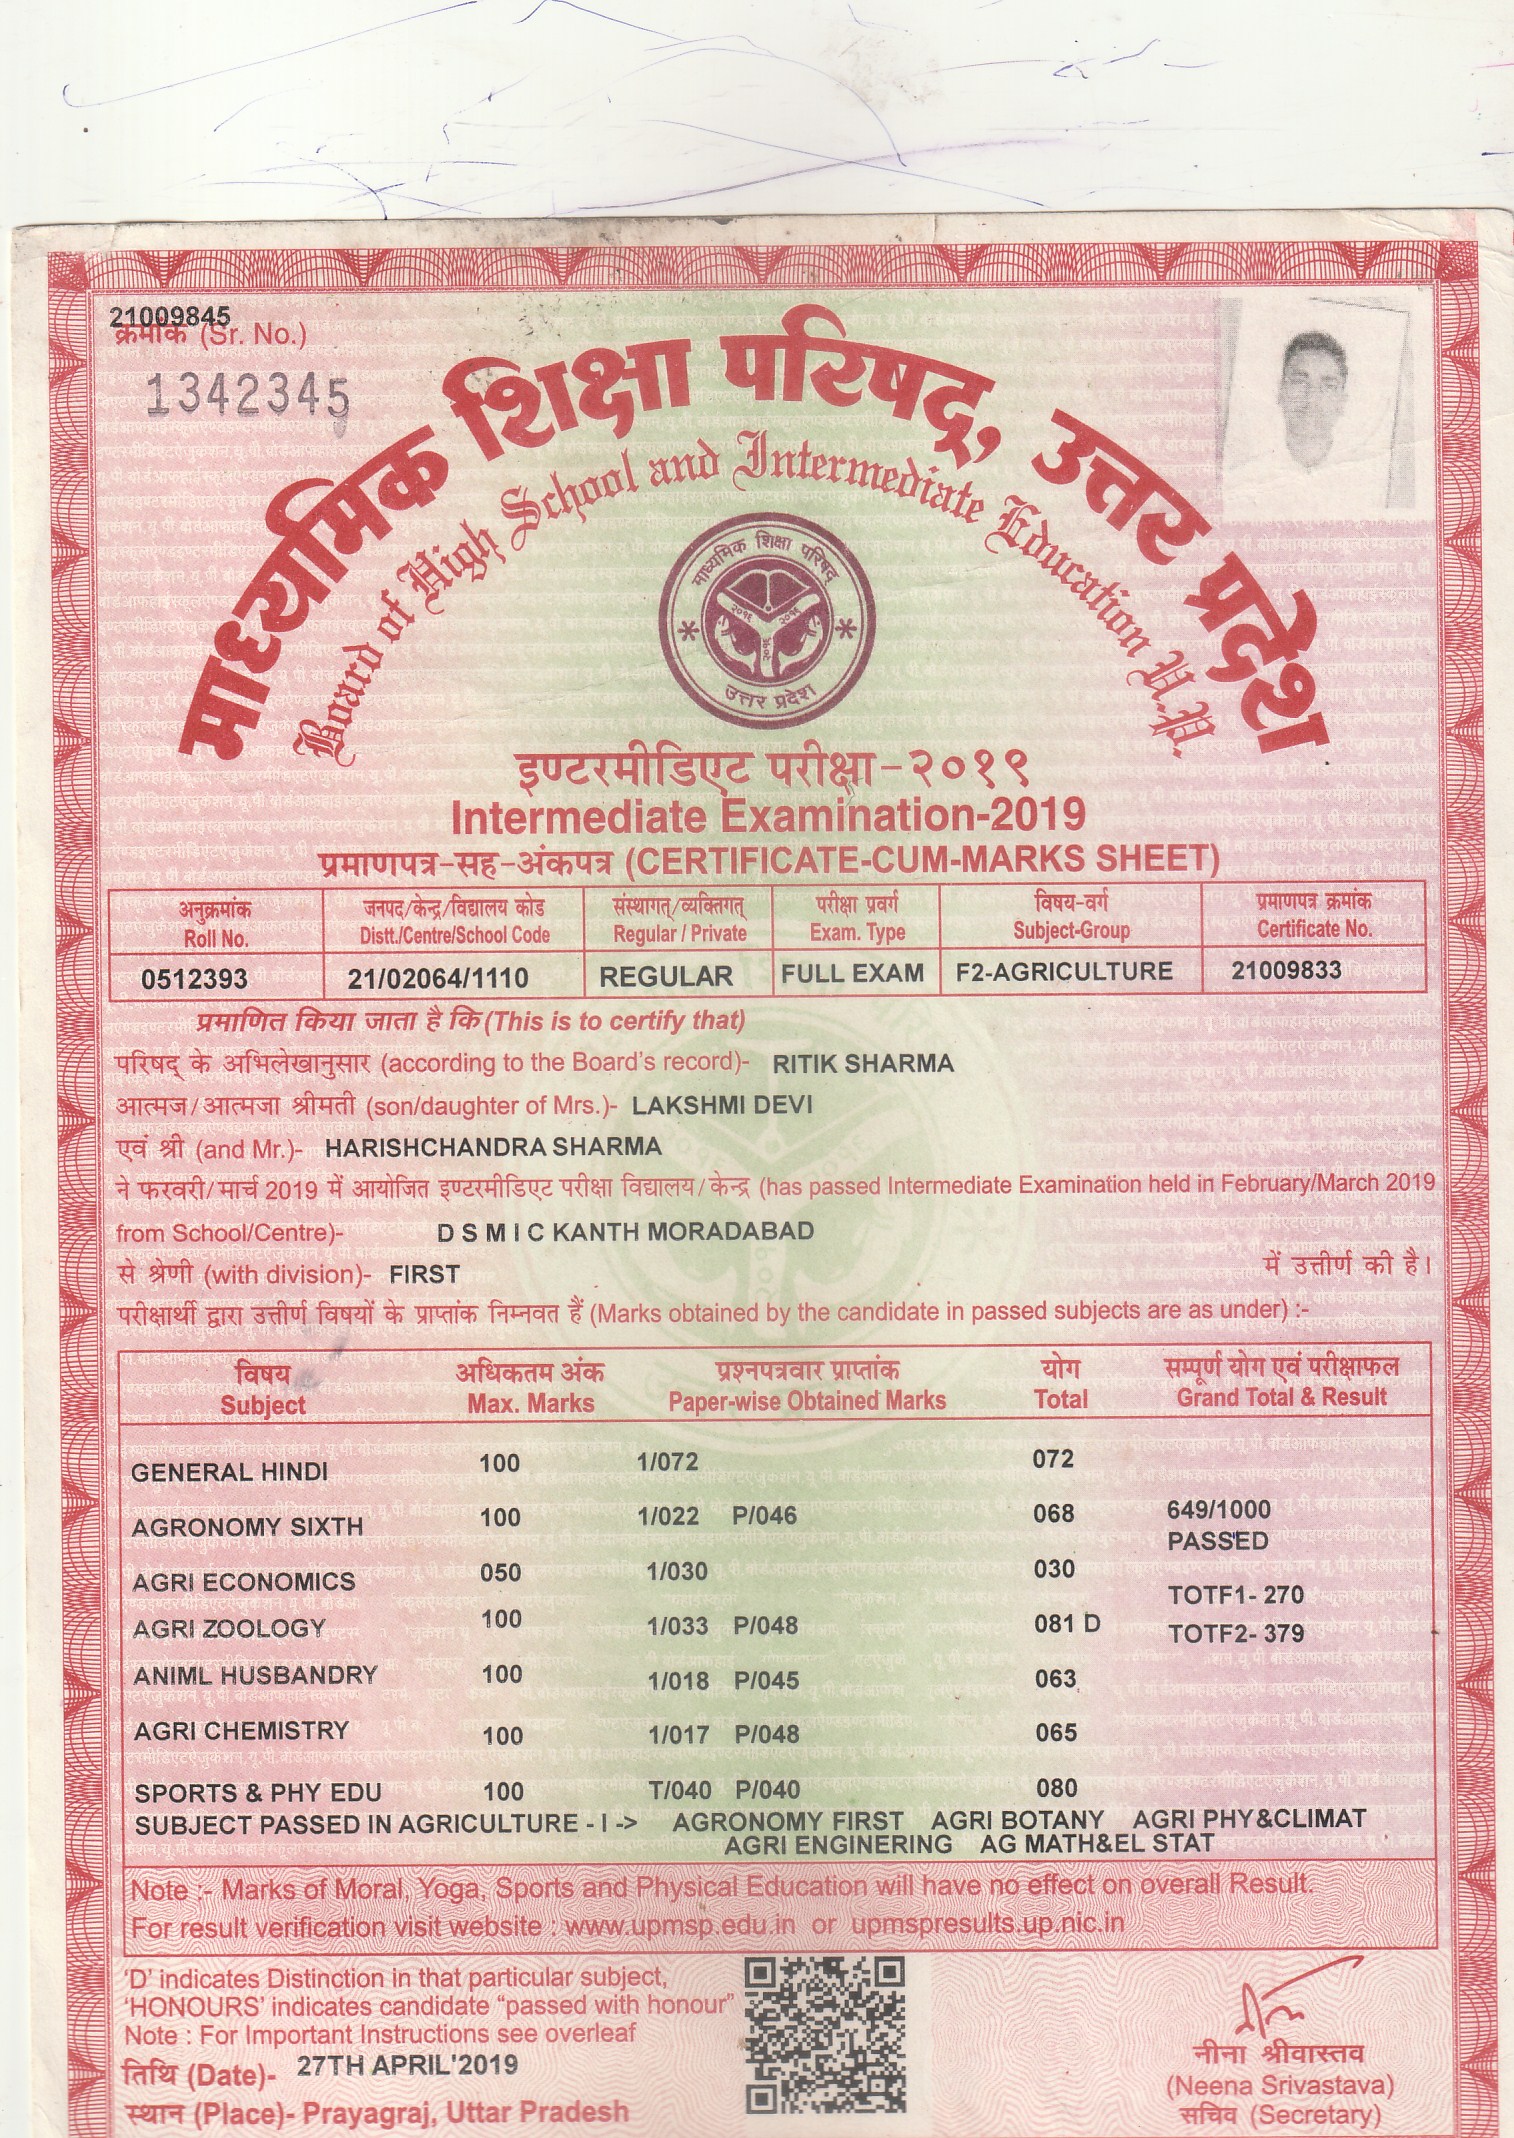 21009845
क्रमांक (Sr. No.)
1342345
माध्यमिक शिक्षा परिषद्, उत्तर प्रदेश
Board of High School and Intermediate Education U.P.
माध्यमिक शिक्षा परिषद्
उत्तर प्रदेश
इण्टरमीडिएट परीक्षा-२०१९
Intermediate Examination-2019
प्रमाणपत्र-सह-अंकपत्र (CERTIFICATE-CUM-MARKS SHEET)
अनुक्रमांक जनपद/केन्द्र/विद्यालय कोड संस्थागत्/व्यक्तिगत् परीक्षा प्रवर्ग विषय-वर्ग प्रमाणपत्र क्रमांक
Roll No. Distt./Centre/School Code Regular / Private Exam. Type Subject-Group Certificate No.
0512393 21/02064/1110 REGULAR FULL EXAM F2-AGRICULTURE 21009833
प्रमाणित किया जाता है कि (This is to certify that)
परिषद् के अभिलेखानुसार (according to the Board's record)- RITIK SHARMA
आत्मज/आत्मजा श्रीमती (son/daughter of Mrs.)- LAKSHMI DEVI
एवं श्री (and Mr.)- HARISHCHANDRA SHARMA
ने फरवरी/मार्च 2019 में आयोजित इण्टरमीडिएट परीक्षा विद्यालय/केन्द्र (has passed Intermediate Examination held in February/March 2019
from School/Centre)- D S M I C KANTH MORADABAD
से श्रेणी (with division)- FIRST में उत्तीर्ण की है।
परीक्षार्थी द्वारा उत्तीर्ण विषयों के प्राप्तांक निम्नवत हैं (Marks obtained by the candidate in passed subjects are as under) :-
विषय अधिकतम अंक प्रश्नपत्रवार प्राप्तांक योग सम्पूर्ण योग एवं परीक्षाफल
Subject Max. Marks Paper-wise Obtained Marks Total Grand Total & Result
GENERAL HINDI 100 1/072 072
AGRONOMY SIXTH 100 1/022 P/046 068 649/1000
PASSED
AGRI ECONOMICS 050 1/030 030 TOTF1- 270
AGRI ZOOLOGY 100 1/033 P/048 081 D TOTF2- 379
ANIML HUSBANDRY 100 1/018 P/045 063
AGRI CHEMISTRY 100 1/017 P/048 065
SPORTS & PHY EDU 100 T/040 P/040 080
SUBJECT PASSED IN AGRICULTURE - I -> AGRONOMY FIRST AGRI BOTANY AGRI PHY&CLIMAT
AGRI ENGINERING AG MATH&EL STAT
Note :- Marks of Moral, Yoga, Sports and Physical Education will have no effect on overall Result.
For result verification visit website : www.upmsp.edu.in or upmspresults.up.nic.in
'D' indicates Distinction in that particular subject,
'HONOURS' indicates candidate "passed with honour"
Note : For Important Instructions see overleaf
तिथि (Date)- 27TH APRIL'2019
स्थान (Place)- Prayagraj, Uttar Pradesh
नीना श्रीवास्तव
(Neena Srivastava)
सचिव (Secretary)